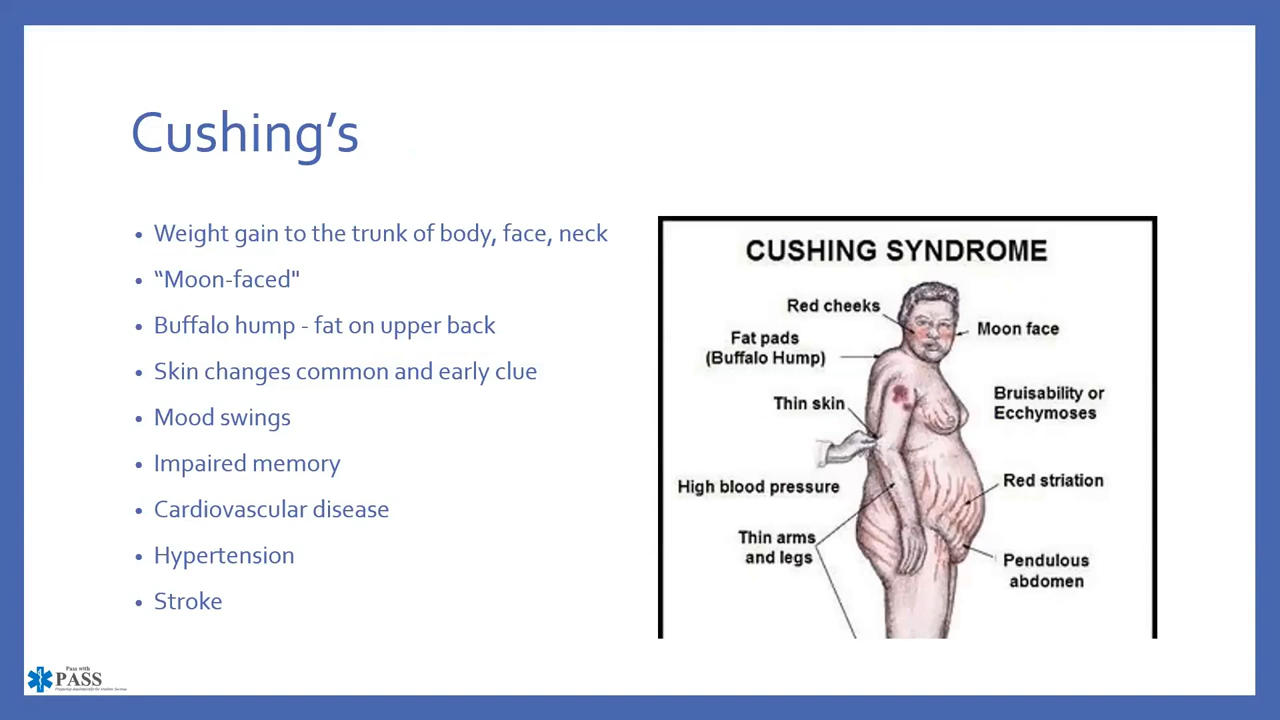 Cushing’s
• Weight gain to the trunk of body, face, neck
• “Moon-faced"
• Buffalo hump - fat on upper back
• Skin changes common and early clue
• Mood swings
• Impaired memory
• Cardiovascular disease
• Hypertension
• Stroke
CUSHING SYNDROME
Red cheeks
Moon face
Fat pads
(Buffalo Hump)
Bruisability or
Ecchymoses
Thin skin
Red striation
High blood pressure
Thin arms
and legs
Pendulous
abdomen
Pass with
PASS